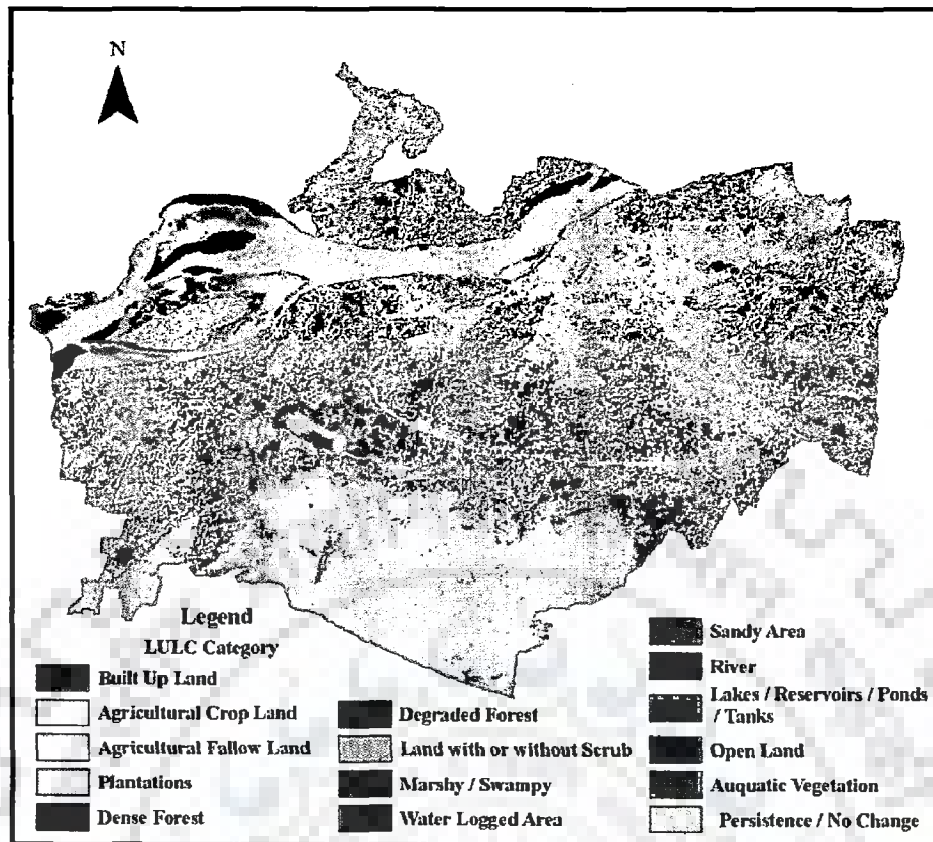 N
Legend
LULC Category
Built Up Land
Agricultural Crop Land
Agricultural Fallow Land
Plantations
Dense Forest
Degraded Forest
Land with or without Scrub
Marshy / Swampy
Water Logged Area
Sandy Area
River
Lakes / Reservoirs / Ponds
/ Tanks
Open Land
Auquatic Vegetation
Persistence / No Change